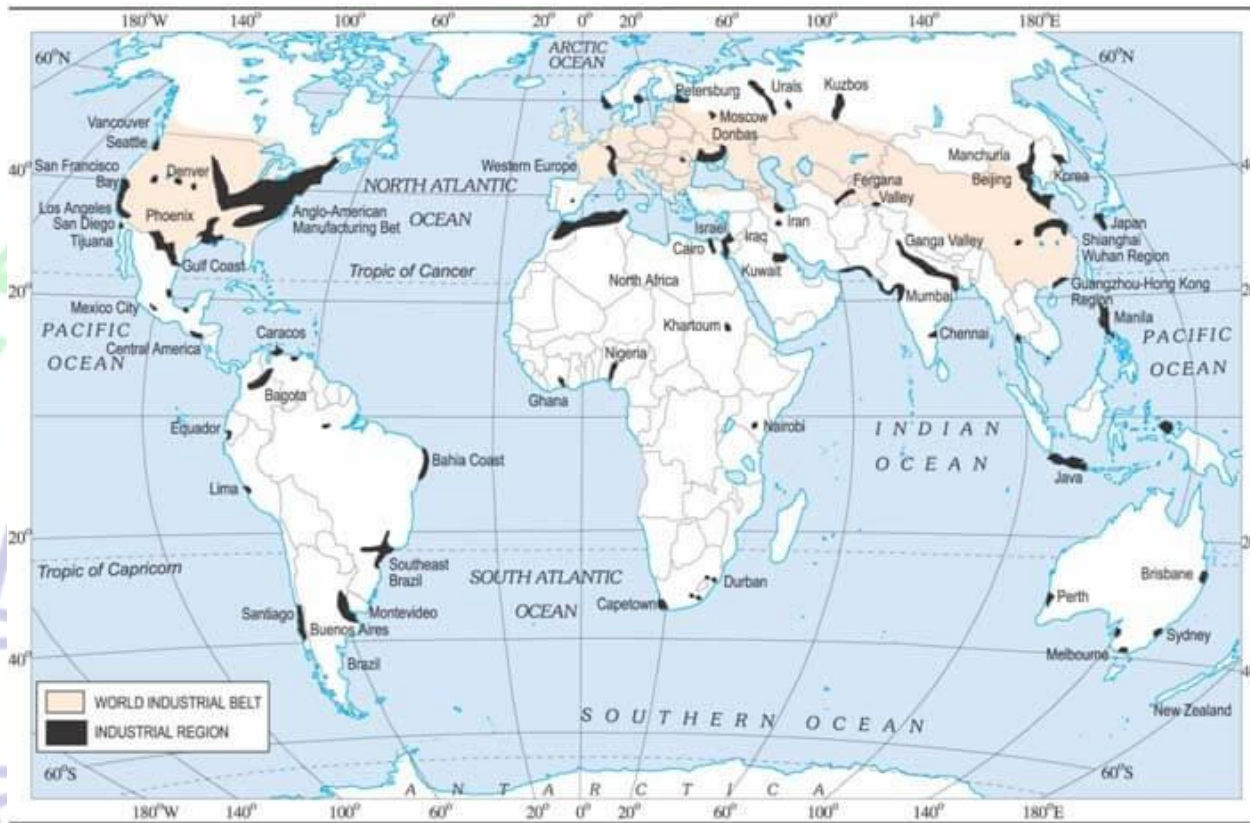 180°W 140° 100° 60° 20° 0° 20° 60° 100° 140° 180°E
60°N
ARCTIC
OCEAN
60°N
Petersburg
Urals
Kuzbos
Vancouver
Seattle
Moscow
Donbas
San Francisco
Bay
Denver
Western Europe
Manchuria
Beijing
Korea
40°
40°
NORTH ATLANTIC
OCEAN
Fergana
Valley
Los Angeles
San Diego
Tijuana
Phoenix
Anglo-American
Manufacturing Bet
Israel
Iraq
Iran
Cairo
Kuwait
Ganga Valley
Japan
Shianghai
Wuhan Region
Gulf Coast
Tropic of Cancer
North Africa
Mumbai
Guangzhou-Hong Kong
Region
20°
Mexico City
PACIFIC
OCEAN
Central America
Caracos
Khartoum
Chennai
Manila
PACIFIC
OCEAN
Bagota
Nigeria
Ghana
Equador
Nairobi
INDIAN
OCEAN
Bahia Coast
Lima
Java
20°
Tropic of Capricorn
Southeast
Brazil
SOUTH ATLANTIC
OCEAN
Capetown
Durban
Brisbane
Perth
Santiago
Montevideo
Buenos Aires
Sydney
Melbourne
40°
Brazil
WORLD INDUSTRIAL BELT
INDUSTRIAL REGION
SOUTHERN OCEAN
New Zealand
60°S
60°S
ANTARCTICA
180°W 140° 100° 60° 20° 0° 20° 60° 100° 140° 180°E